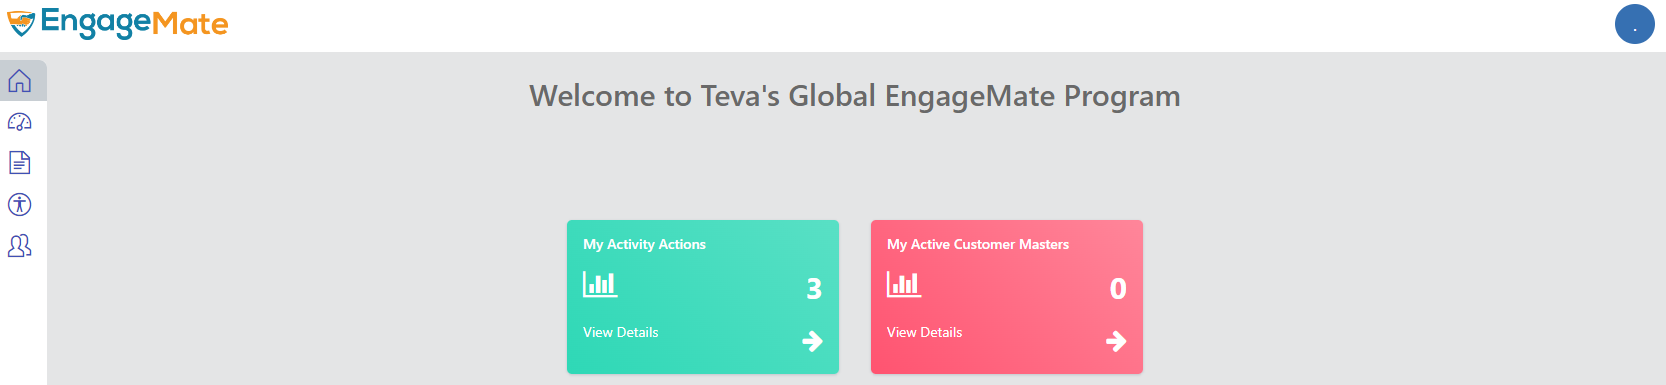 EngageMate
.
Welcome to Teva's Global EngageMate Program
My Activity Actions
3
View Details
My Active Customer Masters
0
View Details